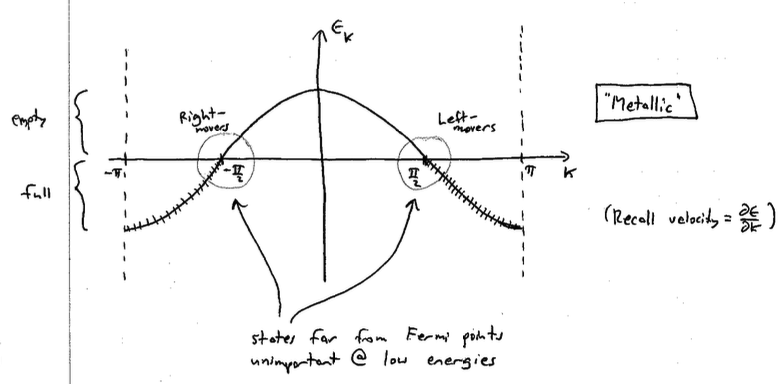 ϵ_k
"Metallic"
Right-
movers
Left-
movers
empty
-π
-π/2
π/2
π
k
full
(Recall velocity = ∂ϵ/∂k)
states far from Fermi points
unimportant @ low energies